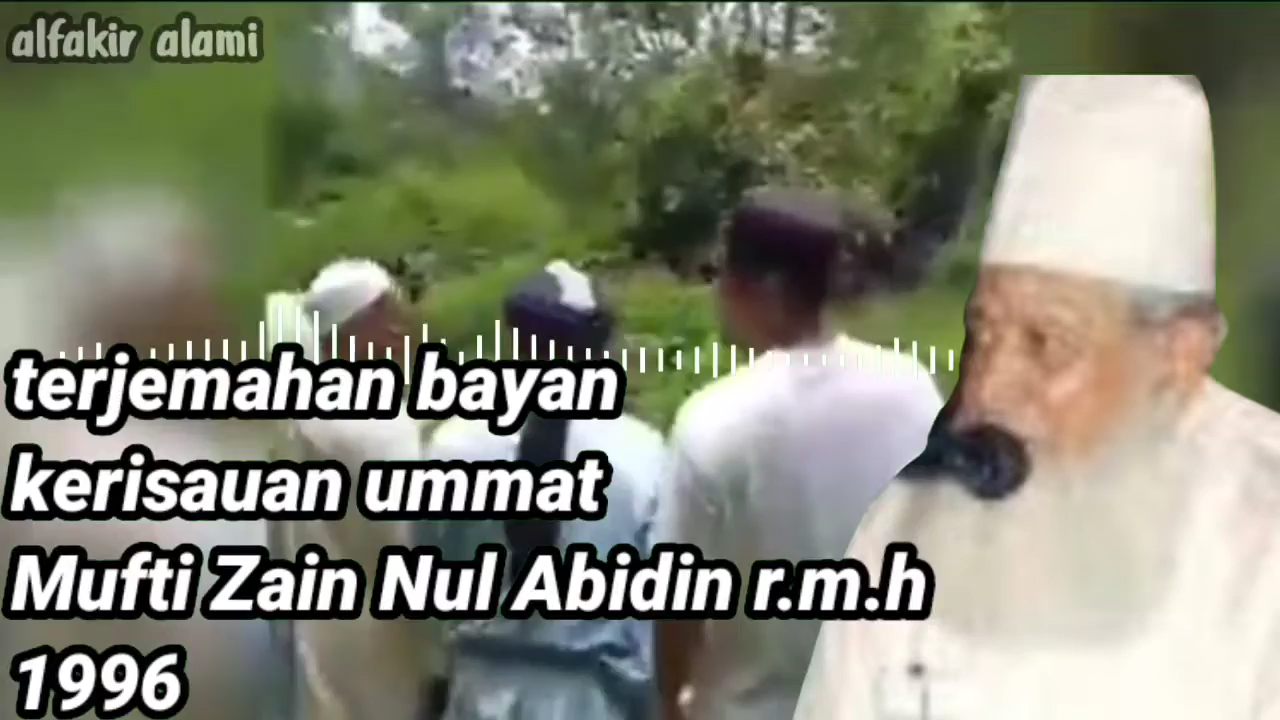 alfakir alami
terjemahan bayan
kerisauan ummat
Mufti Zain Nul Abidin r.m.h
1996